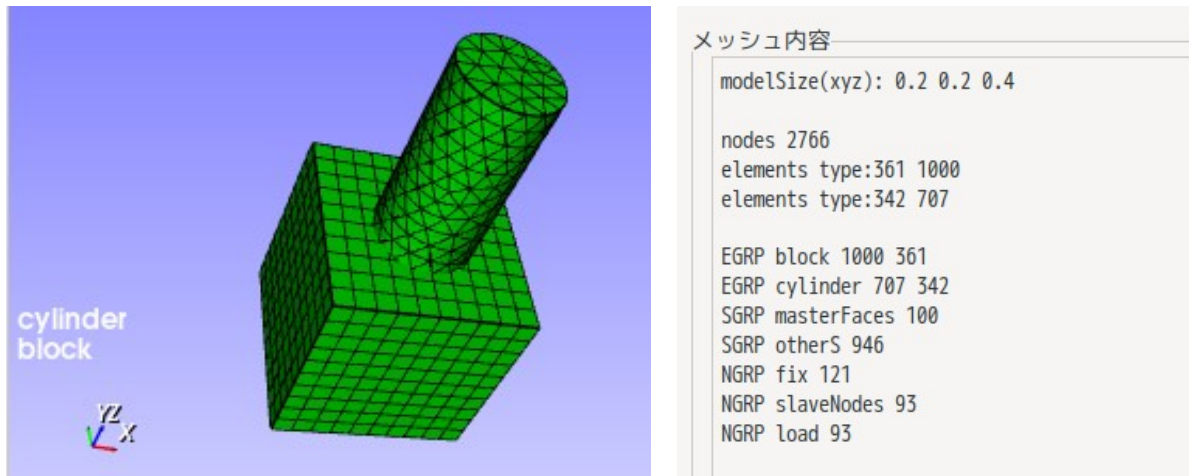 cylinder
block
YZ
X
メッシュ内容
modelSize(xyz): 0.2 0.2 0.4
nodes 2766
elements type:361 1000
elements type:342 707
EGRP block 1000 361
EGRP cylinder 707 342
SGRP masterFaces 100
SGRP otherS 946
NGRP fix 121
NGRP slaveNodes 93
NGRP load 93